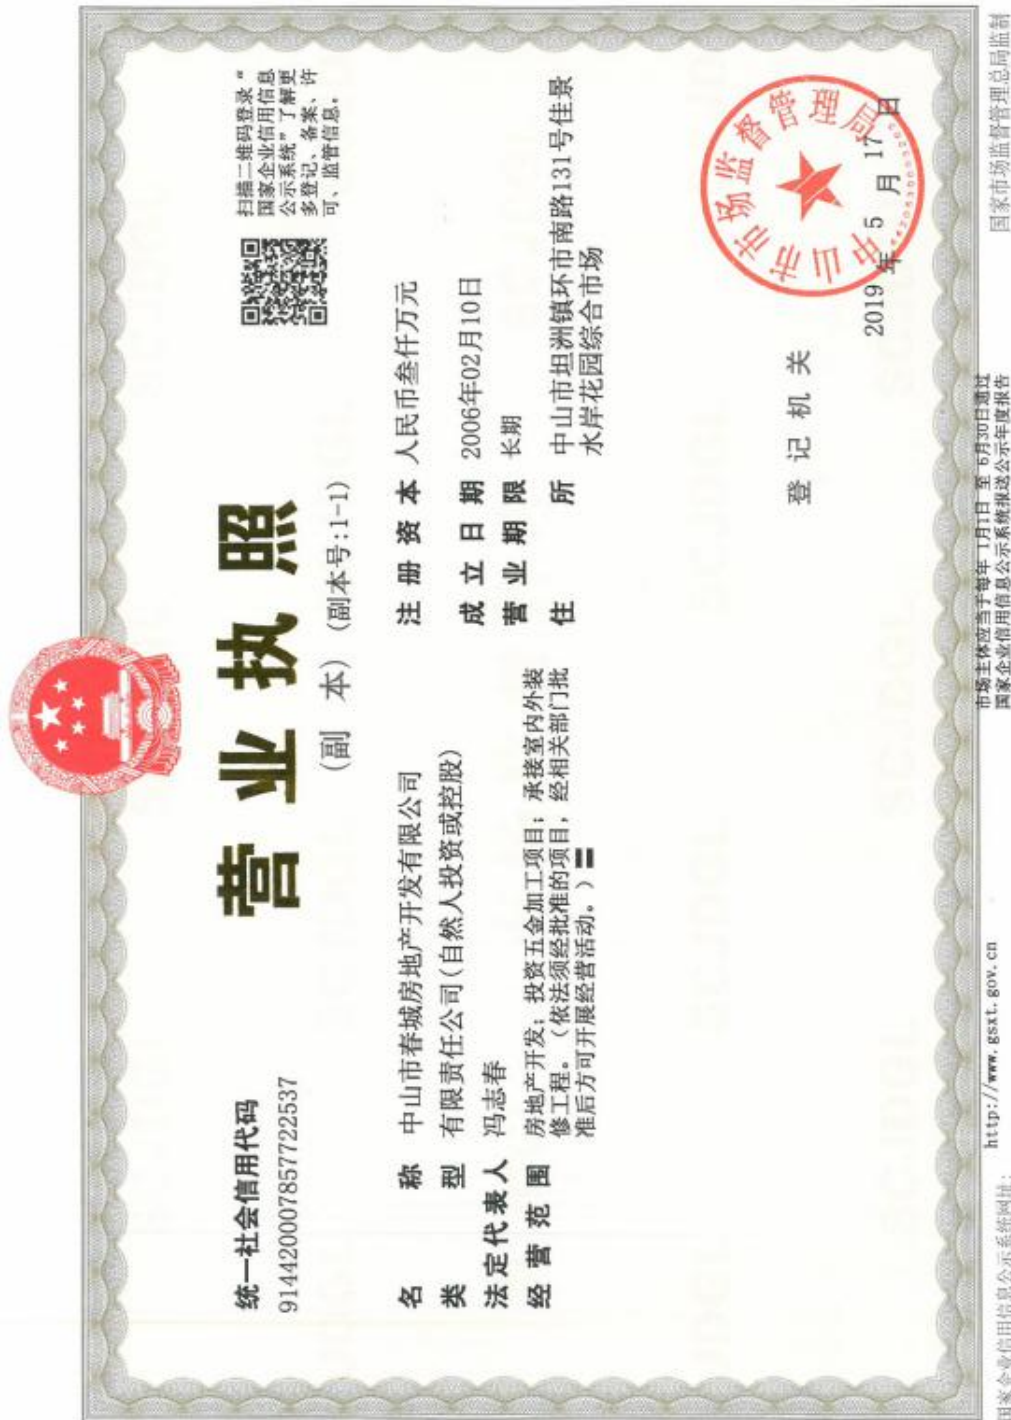 营业执照
(副 本)(副本号:1-1)
统一社会信用代码
91442000785772 2537
扫描二维码登录“
国家企业信用信息
公示系统”了解更
多登记、备案、许
可、监管信息。
名 称 中山市春城房地产开发有限公司
类 型 有限责任公司(自然人投资或控股)
法定代表人 冯志春
经营范围 房地产开发；投资五金加工项目；承接室内外装
修工程。（依法须经批准的项目，经相关部门批
准后方可开展经营活动。）
注册资本 人民币叁仟万元
成立日期 2006年02月10日
营业期限 长期
住 所 中山市坦洲镇环市南路131号佳景
水岸花园综合市场
登记机关
中山市市场监督管理局
2019 年 5 月 17 日
国家企业信用信息公示系统网址：
http://www.gsxt.gov.cn
市场主体应当于每年 1月1日 至 6月30日通过
国家企业信用信息公示系统报送公示年度报告
国家市场监督管理总局监制